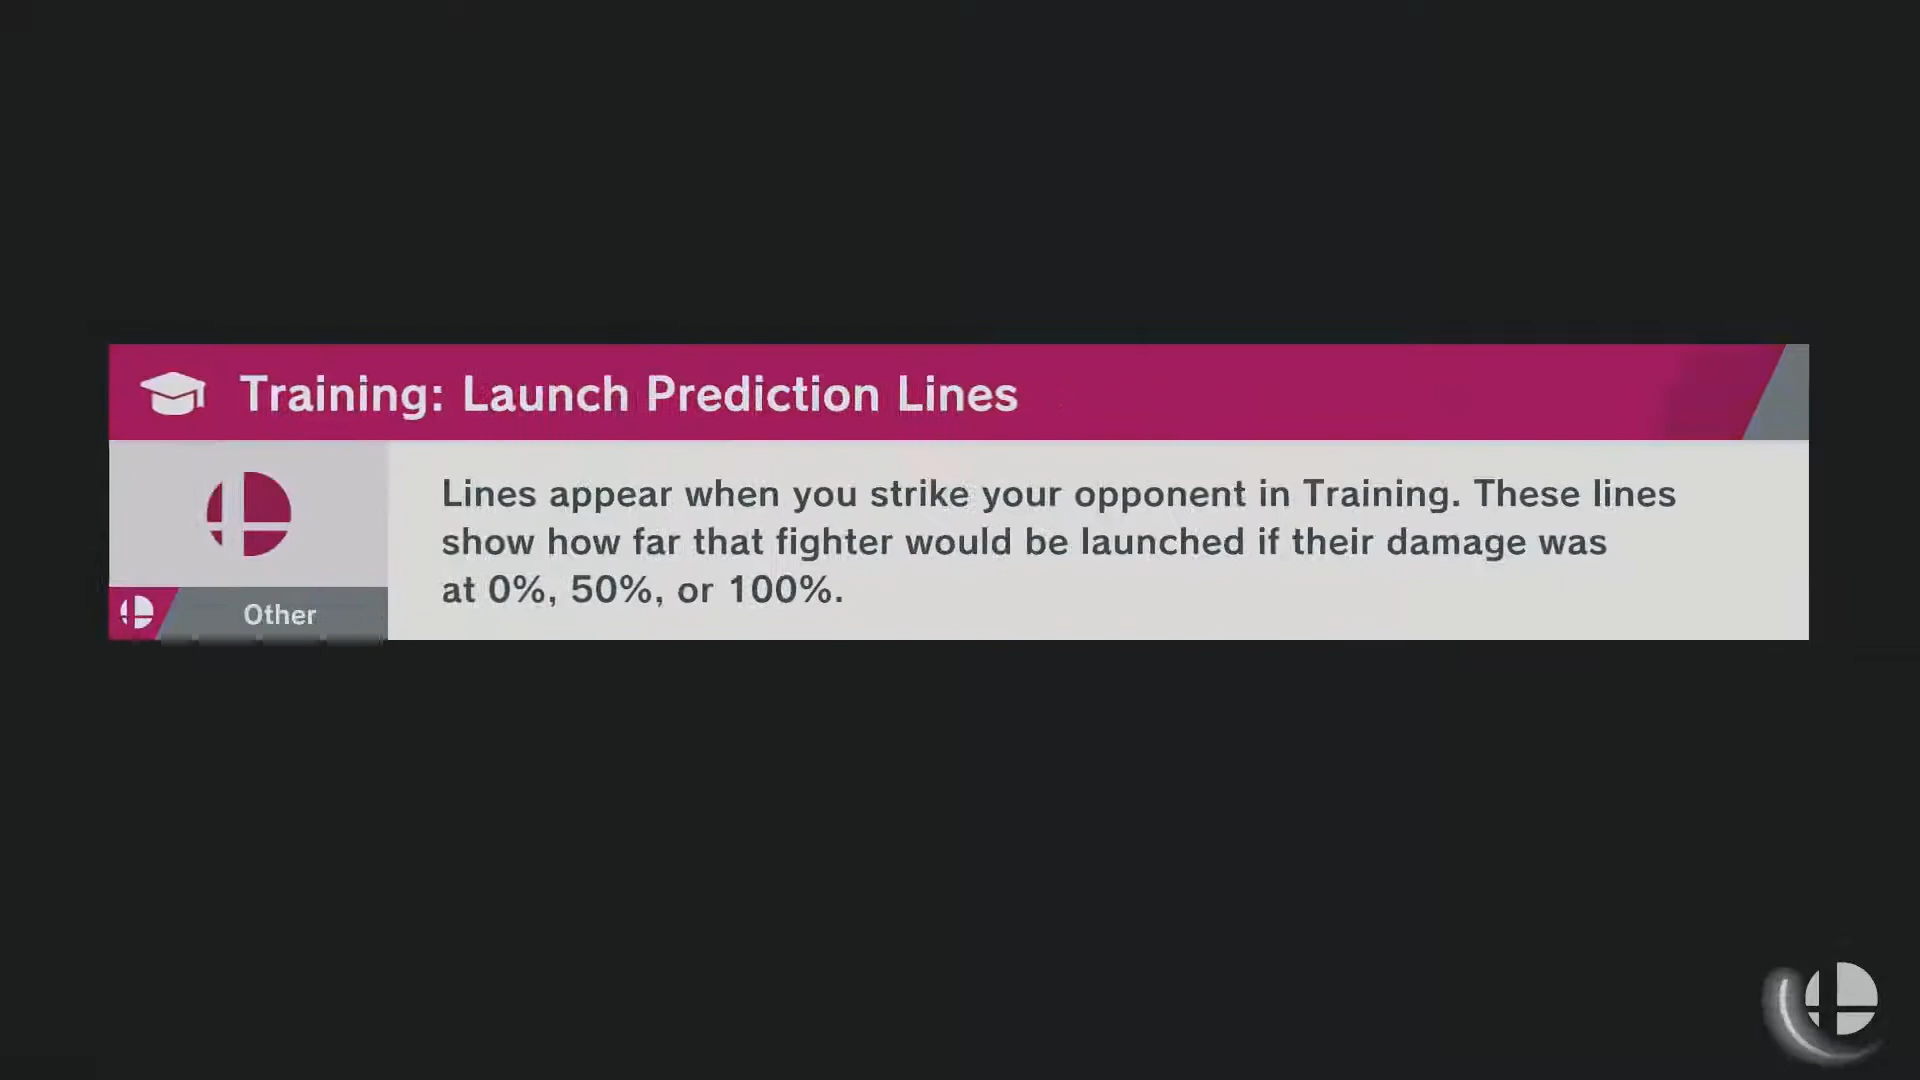 Training: Launch Prediction Lines
Lines appear when you strike your opponent in Training. These lines
show how far that fighter would be launched if their damage was
at 0%, 50%, or 100%.
Other